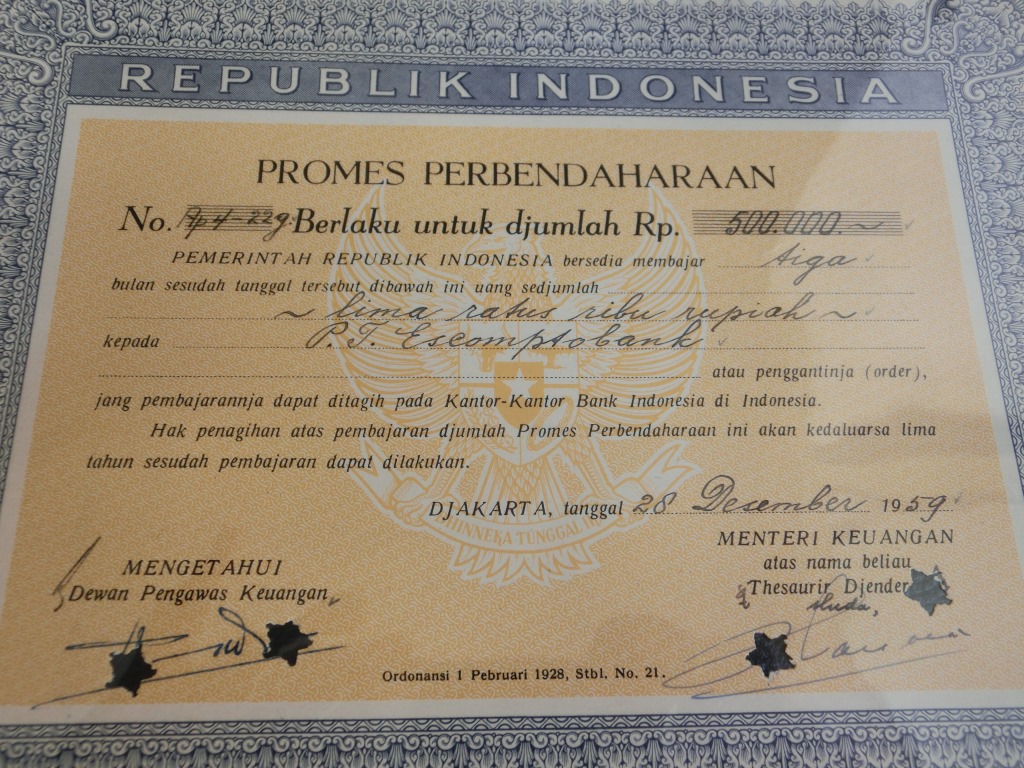 REPUBLIK INDONESIA
PROMES PERBENDAHARAAN
No. Berlaku untuk djumlah Rp. 500.000.~
PEMERINTAH REPUBLIK INDONESIA bersedia membajar tiga
bulan sesudah tanggal tersebut dibawah ini uang sedjumlah
~ lima ratus ribu rupiah ~
kepada P.T. Escomptobank
atau penggantinja (order),
jang pembajarannja dapat ditagih pada Kantor-Kantor Bank Indonesia di Indonesia.
Hak penagihan atas pembajaran djumlah Promes Perbendaharaan ini akan kedaluarsa lima
tahun sesudah pembajaran dapat dilakukan.
DJAKARTA, tanggal 28 Desember 1959
BHINNEKA TUNGGAL IKA
MENGETAHUI
Dewan Pengawas Keuangan,
MENTERI KEUANGAN
atas nama beliau
Thesaurir Djenderal
Muda,
Ordonansi 1 Pebruari 1928, Stbl. No. 21.